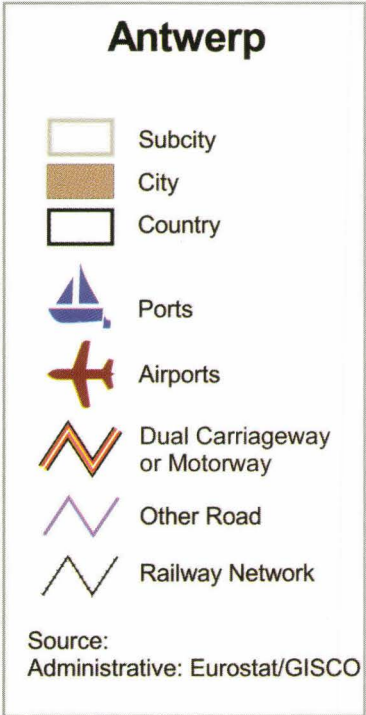 Antwerp
Subcity
City
Country
Ports
Airports
Dual Carriageway
or Motorway
Other Road
Railway Network
Source:
Administrative: Eurostat/GISCO